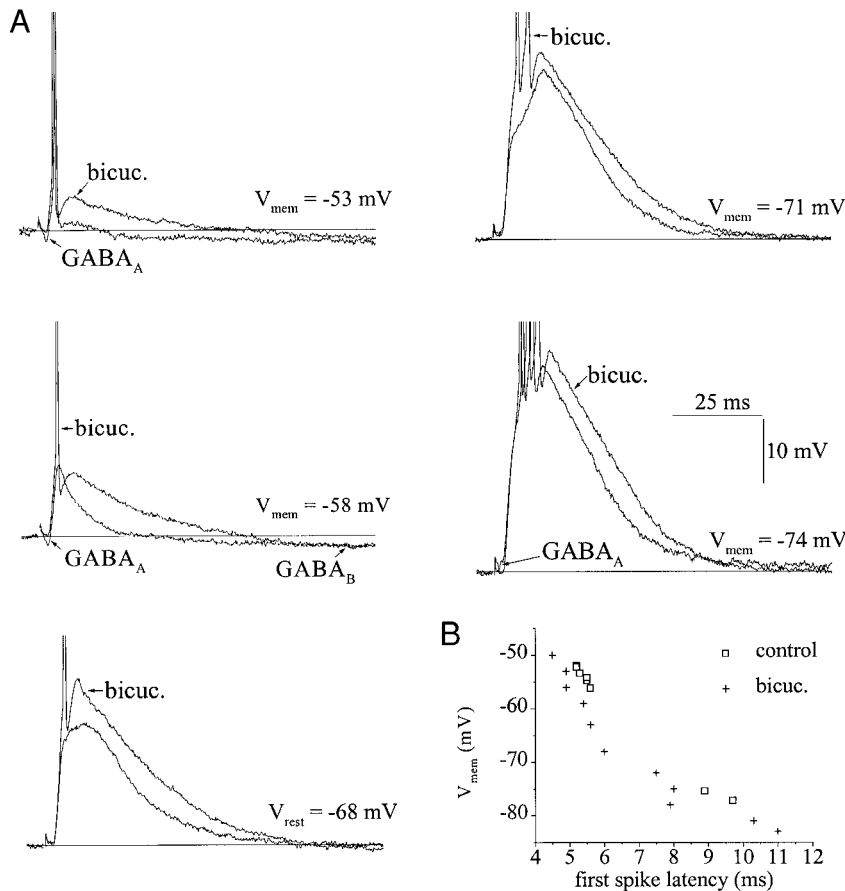 A
bicuc.
V_mem = -53 mV
GABA_A
bicuc.
V_mem = -71 mV
bicuc.
V_mem = -58 mV
GABA_A
GABA_B
bicuc.
25 ms
10 mV
V_mem = -74 mV
GABA_A
bicuc.
V_rest = -68 mV
B
control
bicuc.
-50
-60
-70
-80
V_mem (mV)
4 5 6 7 8 9 10 11 12
first spike latency (ms)